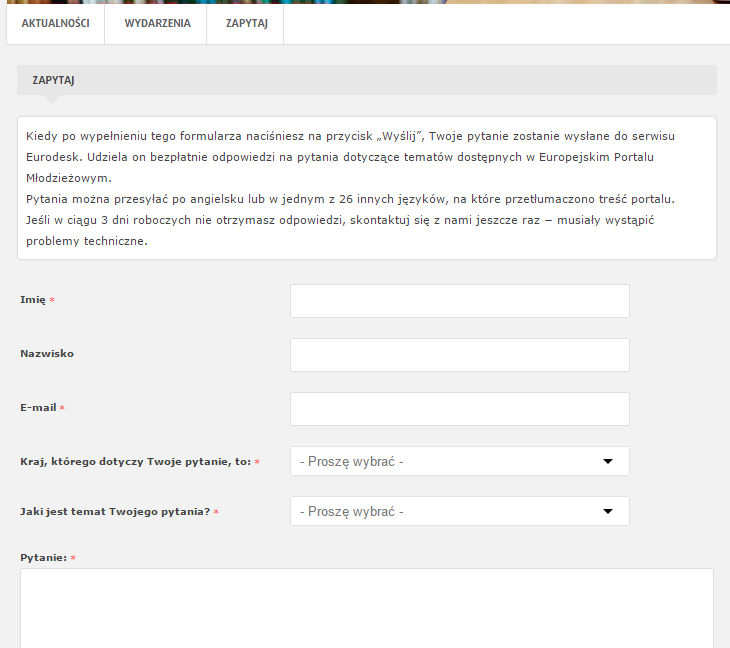 AKTUALNOŚCI WYDARZENIA ZAPYTAJ
ZAPYTAJ
Kiedy po wypełnieniu tego formularza naciśniesz na przycisk „Wyślij”, Twoje pytanie zostanie wysłane do serwisu
Eurodesk. Udziela on bezpłatnie odpowiedzi na pytania dotyczące tematów dostępnych w Europejskim Portalu
Młodzieżowym.
Pytania można przesyłać po angielsku lub w jednym z 26 innych języków, na które przetłumaczono treść portalu.
Jeśli w ciągu 3 dni roboczych nie otrzymasz odpowiedzi, skontaktuj się z nami jeszcze raz – musiały wystąpić
problemy techniczne.
Imię *
Nazwisko
E-mail *
Kraj, którego dotyczy Twoje pytanie, to: * - Proszę wybrać -
Jaki jest temat Twojego pytania? * - Proszę wybrać -
Pytanie: *